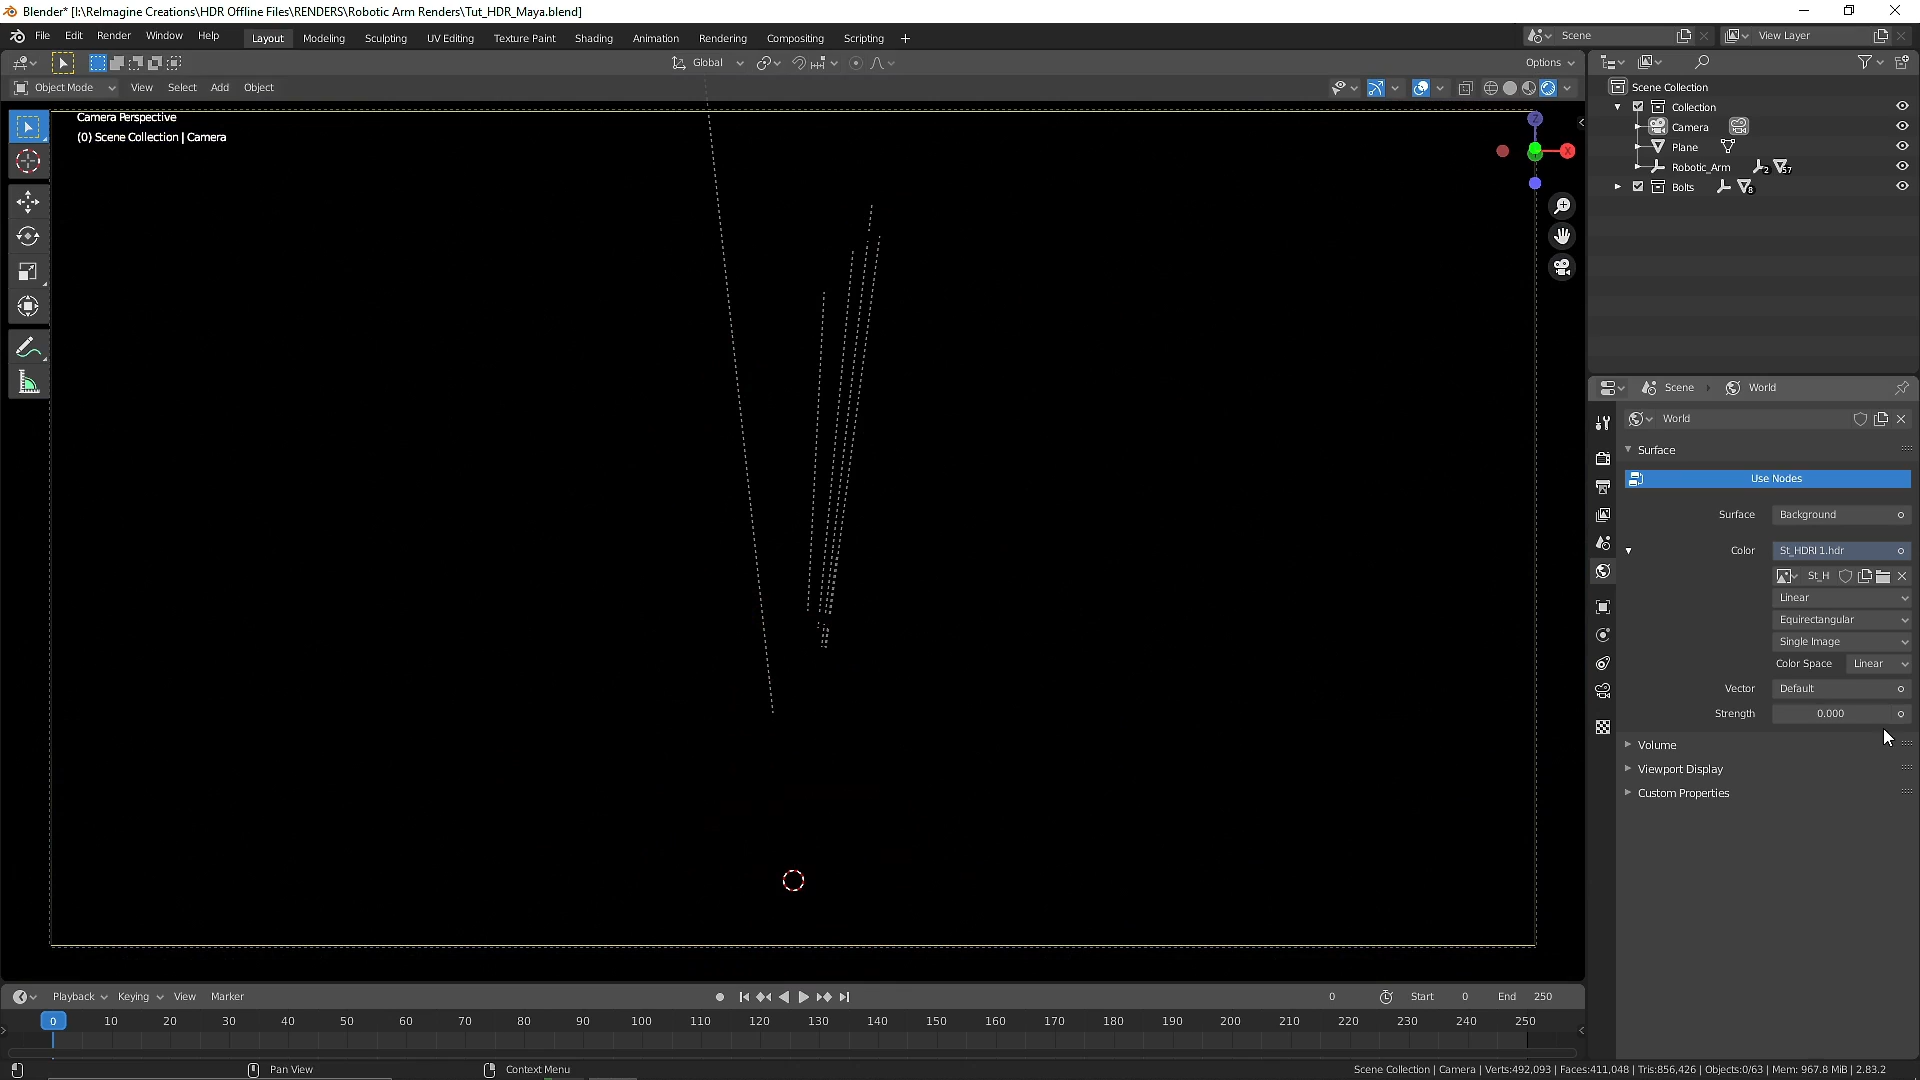 Blender* [I:\ReImagine Creations\HDR Offline Files\RENDERS\Robotic Arm Renders\Tut_HDR_Maya.blend]
File Edit Render Window Help Layout Modeling Sculpting UV Editing Texture Paint Shading Animation Rendering Compositing Scripting + Scene View Layer
Global Options
Object Mode View Select Add Object
Camera Perspective
(0) Scene Collection | Camera
Z
X
Scene Collection
Collection
Camera
Plane
Robotic_Arm 2 57
Bolts 8
Scene World
World
Surface
Use Nodes
Surface Background
Color St_HDRI 1.hdr
St_H
Linear
Equirectangular
Single Image
Color Space Linear
Vector Default
Strength 0.000
Volume
Viewport Display
Custom Properties
Playback Keying View Marker 0 Start 0 End 250
0 10 20 30 40 50 60 70 80 90 100 110 120 130 140 150 160 170 180 190 200 210 220 230 240 250
Pan View Context Menu Scene Collection | Camera | Verts:492,093 | Faces:411,048 | Tris:856,426 | Objects:0/63 | Mem: 967.8 MiB | 2.83.2